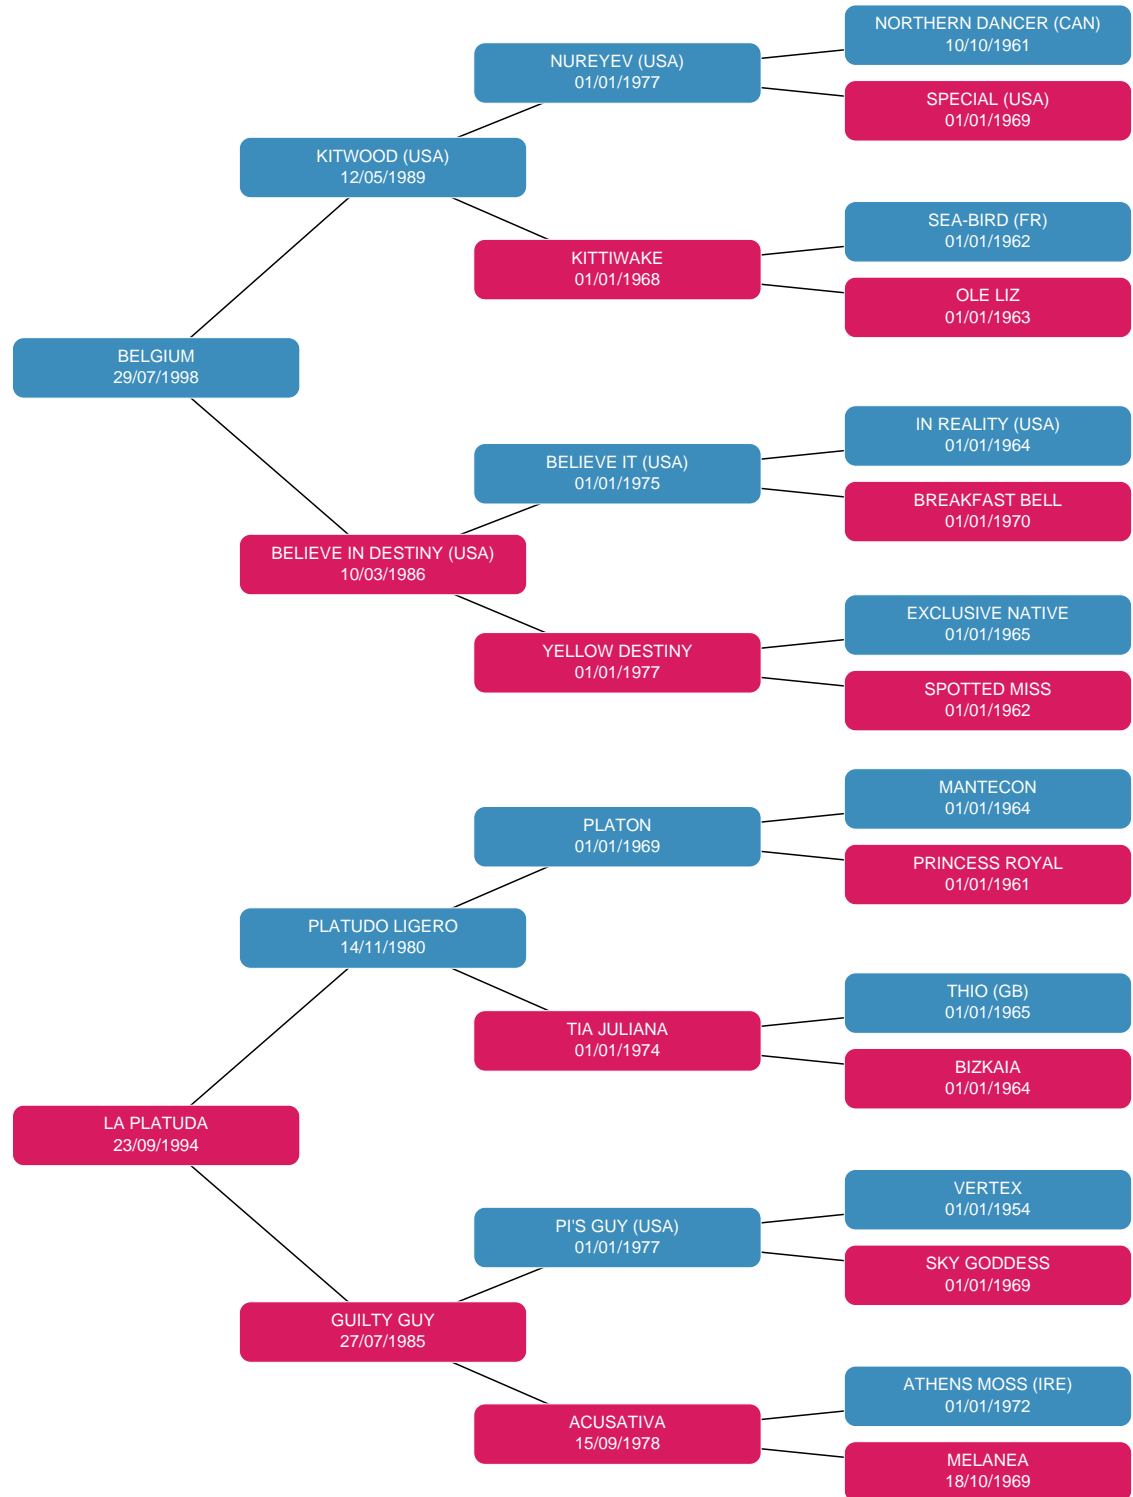 NORTHERN DANCER (CAN)
10/10/1961
NUREYEV (USA)
01/01/1977
SPECIAL (USA)
01/01/1969
KITWOOD (USA)
12/05/1989
SEA-BIRD (FR)
01/01/1962
KITTIWAKE
01/01/1968
OLE LIZ
01/01/1963
BELGIUM
29/07/1998
IN REALITY (USA)
01/01/1964
BELIEVE IT (USA)
01/01/1975
BREAKFAST BELL
01/01/1970
BELIEVE IN DESTINY (USA)
10/03/1986
EXCLUSIVE NATIVE
01/01/1965
YELLOW DESTINY
01/01/1977
SPOTTED MISS
01/01/1962
MANTECON
01/01/1964
PLATON
01/01/1969
PRINCESS ROYAL
01/01/1961
PLATUDO LIGERO
14/11/1980
THIO (GB)
01/01/1965
TIA JULIANA
01/01/1974
BIZKAIA
01/01/1964
LA PLATUDA
23/09/1994
VERTEX
01/01/1954
PI'S GUY (USA)
01/01/1977
SKY GODDESS
01/01/1969
GUILTY GUY
27/07/1985
ATHENS MOSS (IRE)
01/01/1972
ACUSATIVA
15/09/1978
MELANEA
18/10/1969